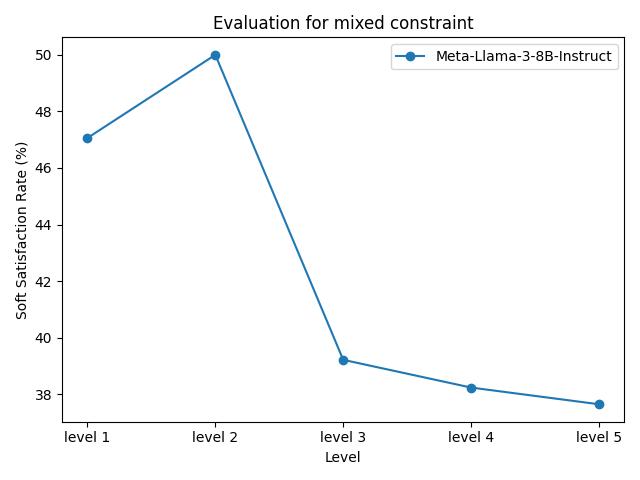 Evaluation for mixed constraint
Meta-Llama-3-8B-Instruct
Soft Satisfaction Rate (%)
50
48
46
44
42
40
38
level 1
level 2
level 3
level 4
level 5
Level